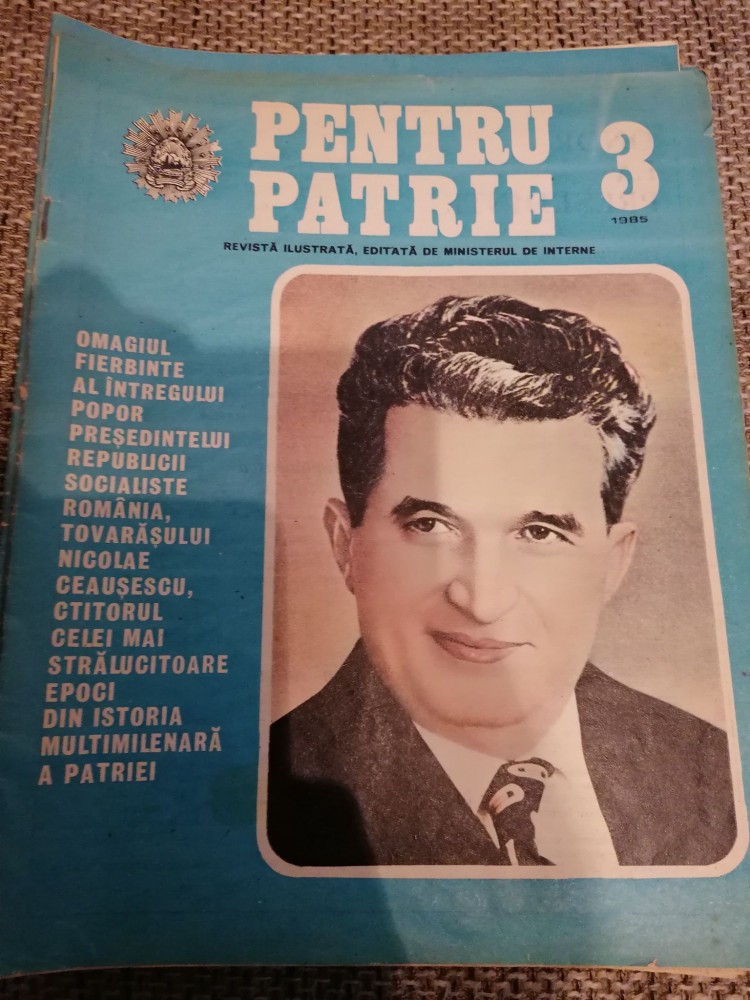 PENTRU
PATRIE
3
1985
REVISTĂ ILUSTRATĂ, EDITATĂ DE MINISTERUL DE INTERNE
OMAGIUL
FIERBINTE
AL ÎNTREGULUI
POPOR
PREȘEDINTELUI
REPUBLICII
SOCIALISTE
ROMÂNIA,
TOVARĂȘULUI
NICOLAE
CEAUȘESCU,
CTITORUL
CELEI MAI
STRĂLUCITOARE
EPOCI
DIN ISTORIA
MULTIMILENARĂ
A PATRIEI